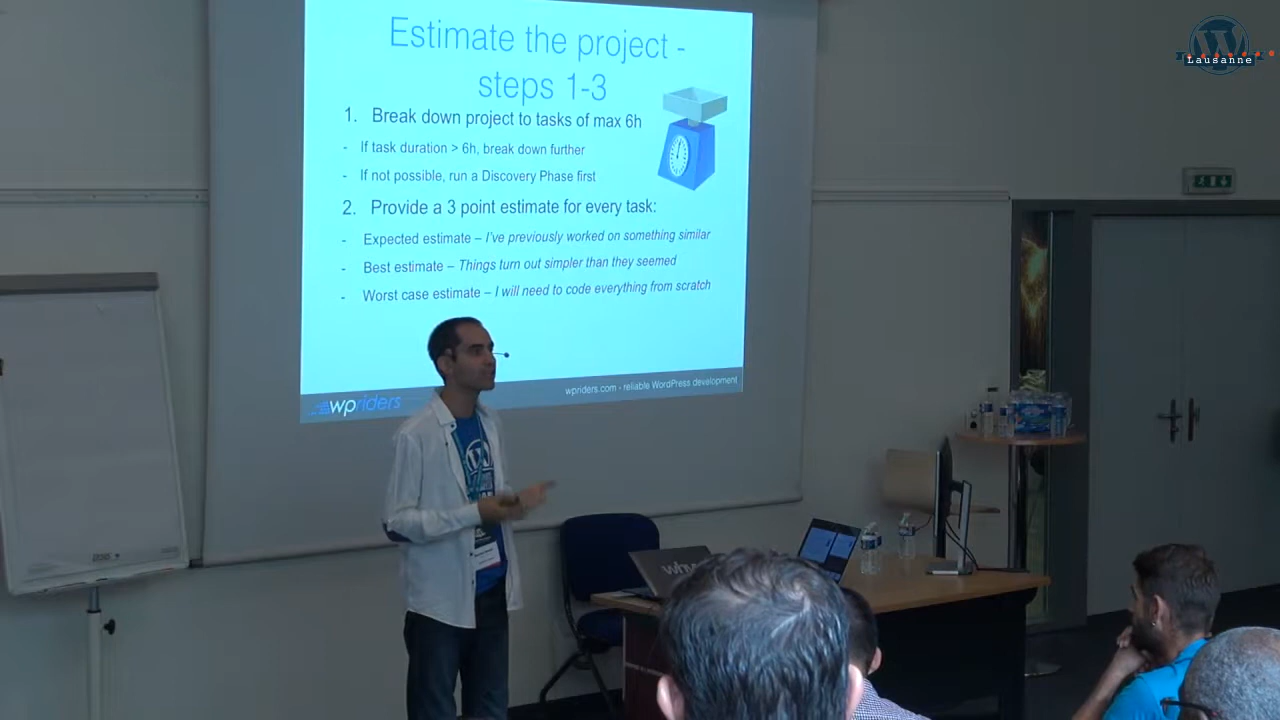 Estimate the project -
steps 1-3
1. Break down project to tasks of max 6h
- If task duration > 6h, break down further
- If not possible, run a Discovery Phase first
2. Provide a 3 point estimate for every task:
- Expected estimate – I've previously worked on something similar
- Best estimate – Things turn out simpler than they seemed
- Worst case estimate – I will need to code everything from scratch
wpriders
wpriders.com - reliable WordPress development
Lausanne